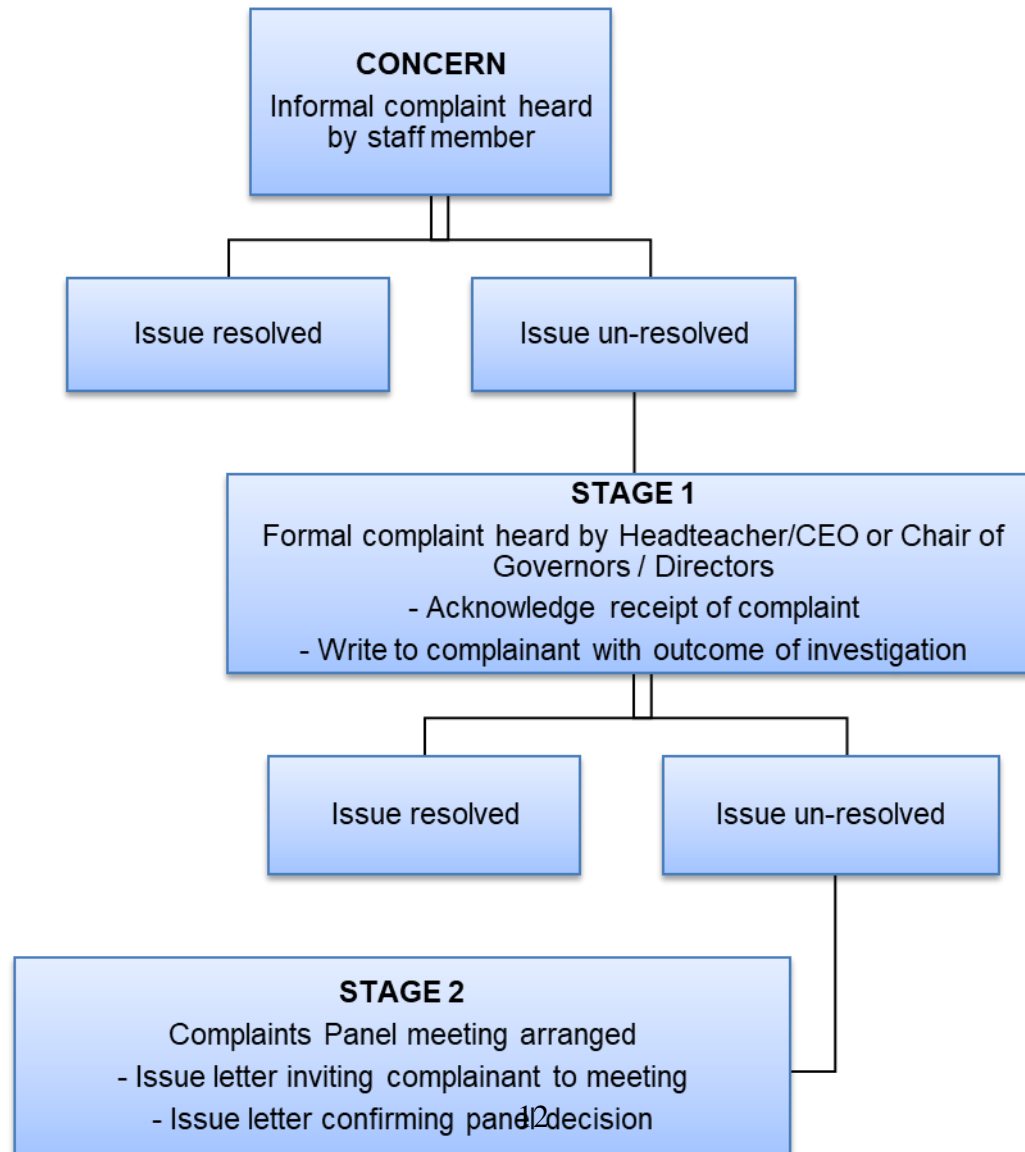 CONCERN
Informal complaint heard
by staff member
Issue resolved
Issue un-resolved
STAGE 1
Formal complaint heard by Headteacher/CEO or Chair of
Governors / Directors
- Acknowledge receipt of complaint
- Write to complainant with outcome of investigation
Issue resolved
Issue un-resolved
STAGE 2
Complaints Panel meeting arranged
- Issue letter inviting complainant to meeting
- Issue letter confirming panel decision
12